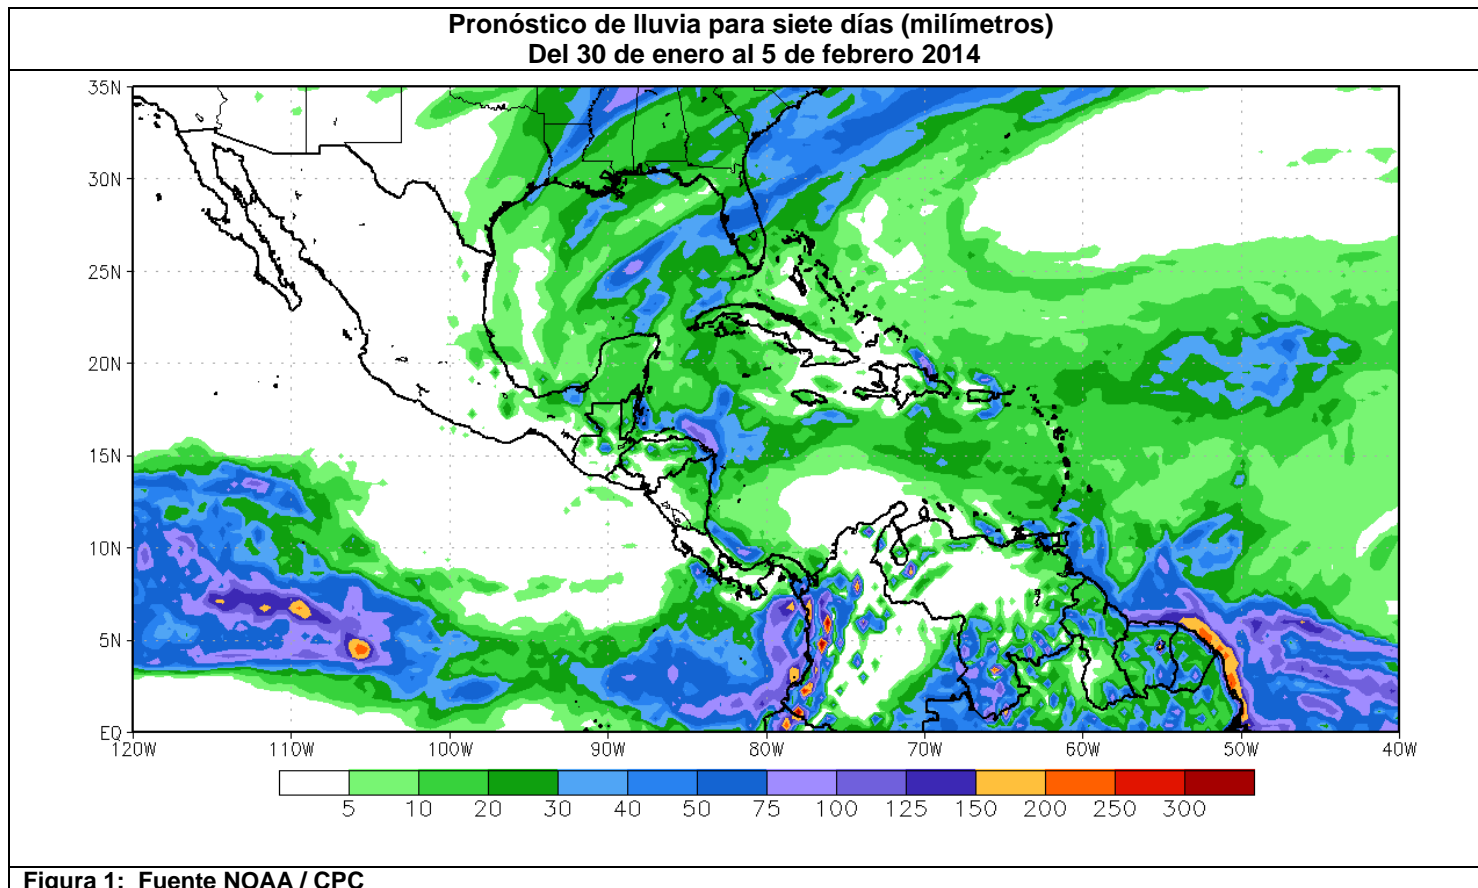 Pronóstico de lluvia para siete días (milímetros)
Del 30 de enero al 5 de febrero 2014
35N
30N
25N
20N
15N
10N
5N
EQ
120W 110W 100W 90W 80W 70W 60W 50W 40W
5 10 20 30 40 50 75 100 125 150 200 250 300
Figura 1: Fuente NOAA / CPC